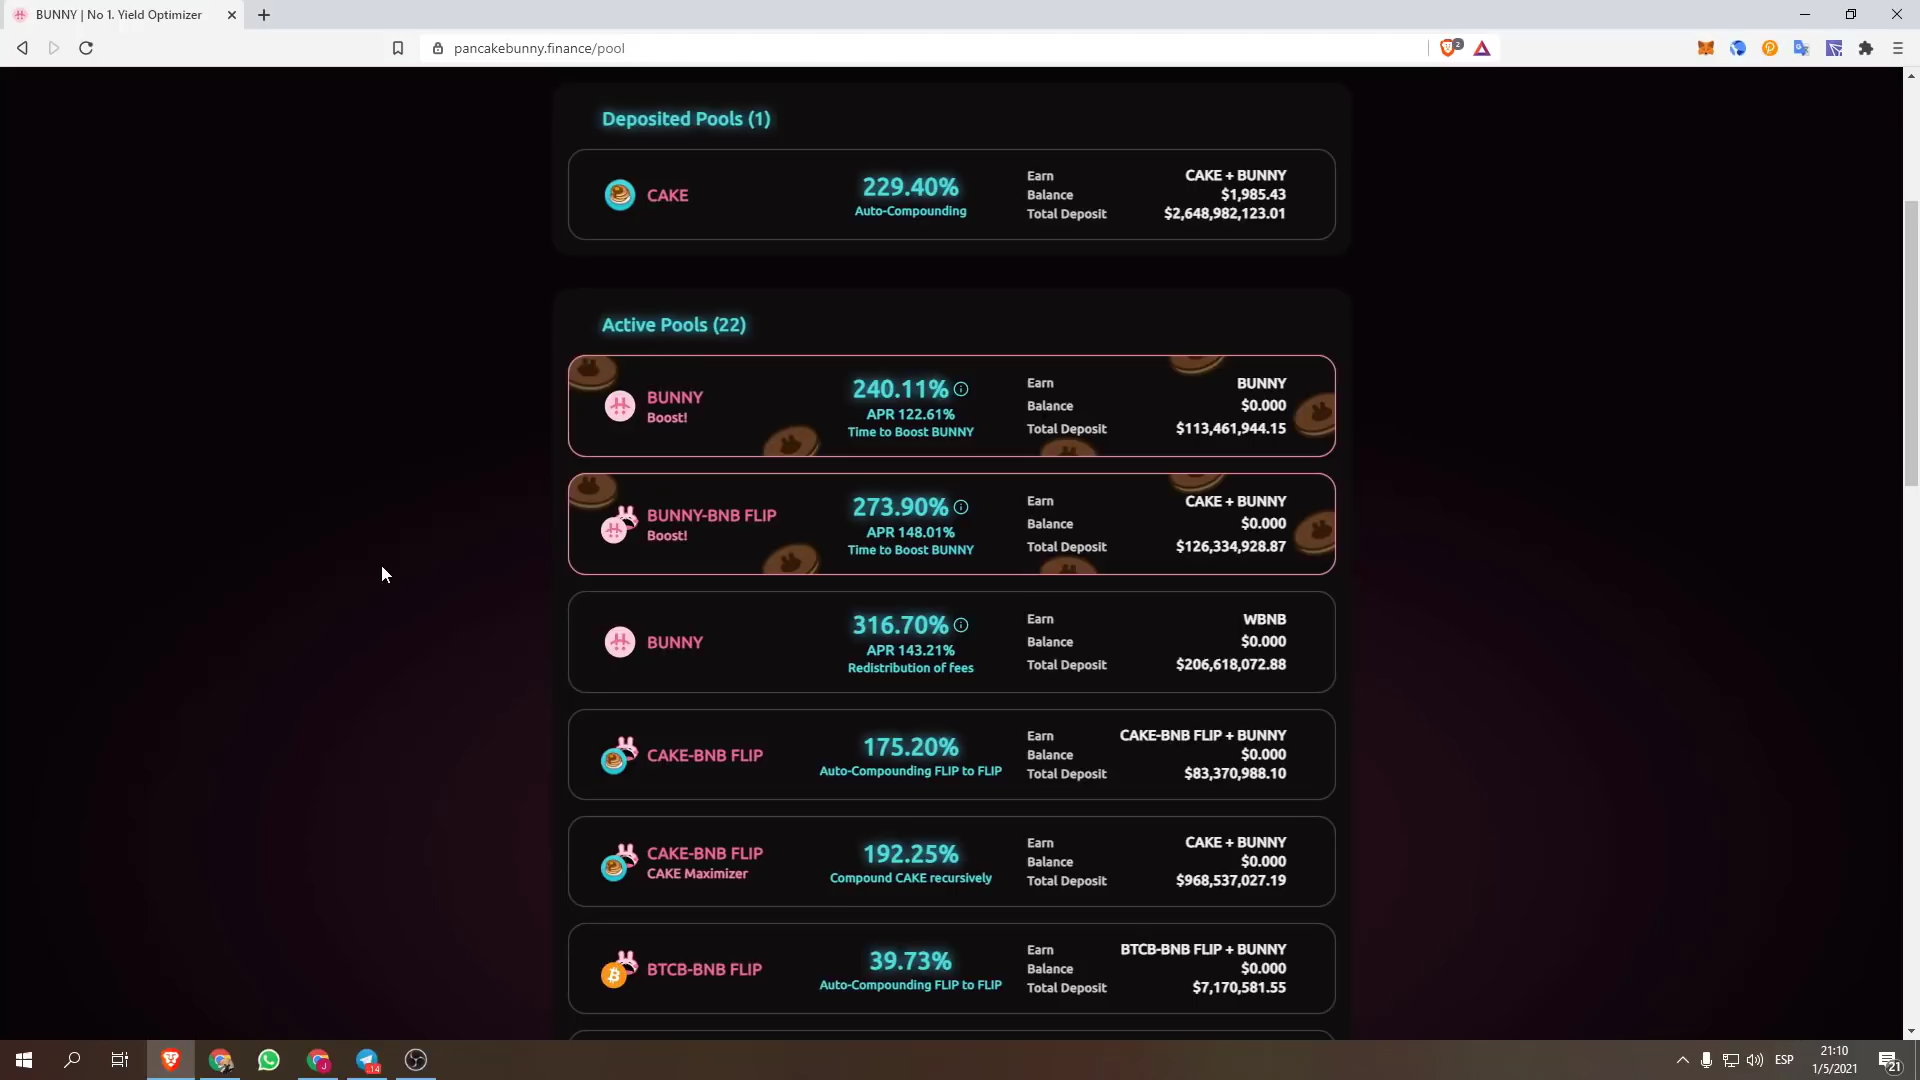 BUNNY | No 1. Yield Optimizer
pancakebunny.finance/pool
2
Deposited Pools (1)
CAKE
229.40%
Auto-Compounding
Earn CAKE + BUNNY
Balance $1,985.43
Total Deposit $2,648,982,123.01
Active Pools (22)
BUNNY
Boost!
240.11%
APR 122.61%
Time to Boost BUNNY
Earn BUNNY
Balance $0.000
Total Deposit $113,461,944.15
BUNNY-BNB FLIP
Boost!
273.90%
APR 148.01%
Time to Boost BUNNY
Earn CAKE + BUNNY
Balance $0.000
Total Deposit $126,334,928.87
BUNNY
316.70%
APR 143.21%
Redistribution of fees
Earn WBNB
Balance $0.000
Total Deposit $206,618,072.88
CAKE-BNB FLIP
175.20%
Auto-Compounding FLIP to FLIP
Earn CAKE-BNB FLIP + BUNNY
Balance $0.000
Total Deposit $83,370,988.10
CAKE-BNB FLIP
CAKE Maximizer
192.25%
Compound CAKE recursively
Earn CAKE + BUNNY
Balance $0.000
Total Deposit $968,537,027.19
BTCB-BNB FLIP
39.73%
Auto-Compounding FLIP to FLIP
Earn BTCB-BNB FLIP + BUNNY
Balance $0.000
Total Deposit $7,170,581.55
J
14
ESP
21:10
1/5/2021
21